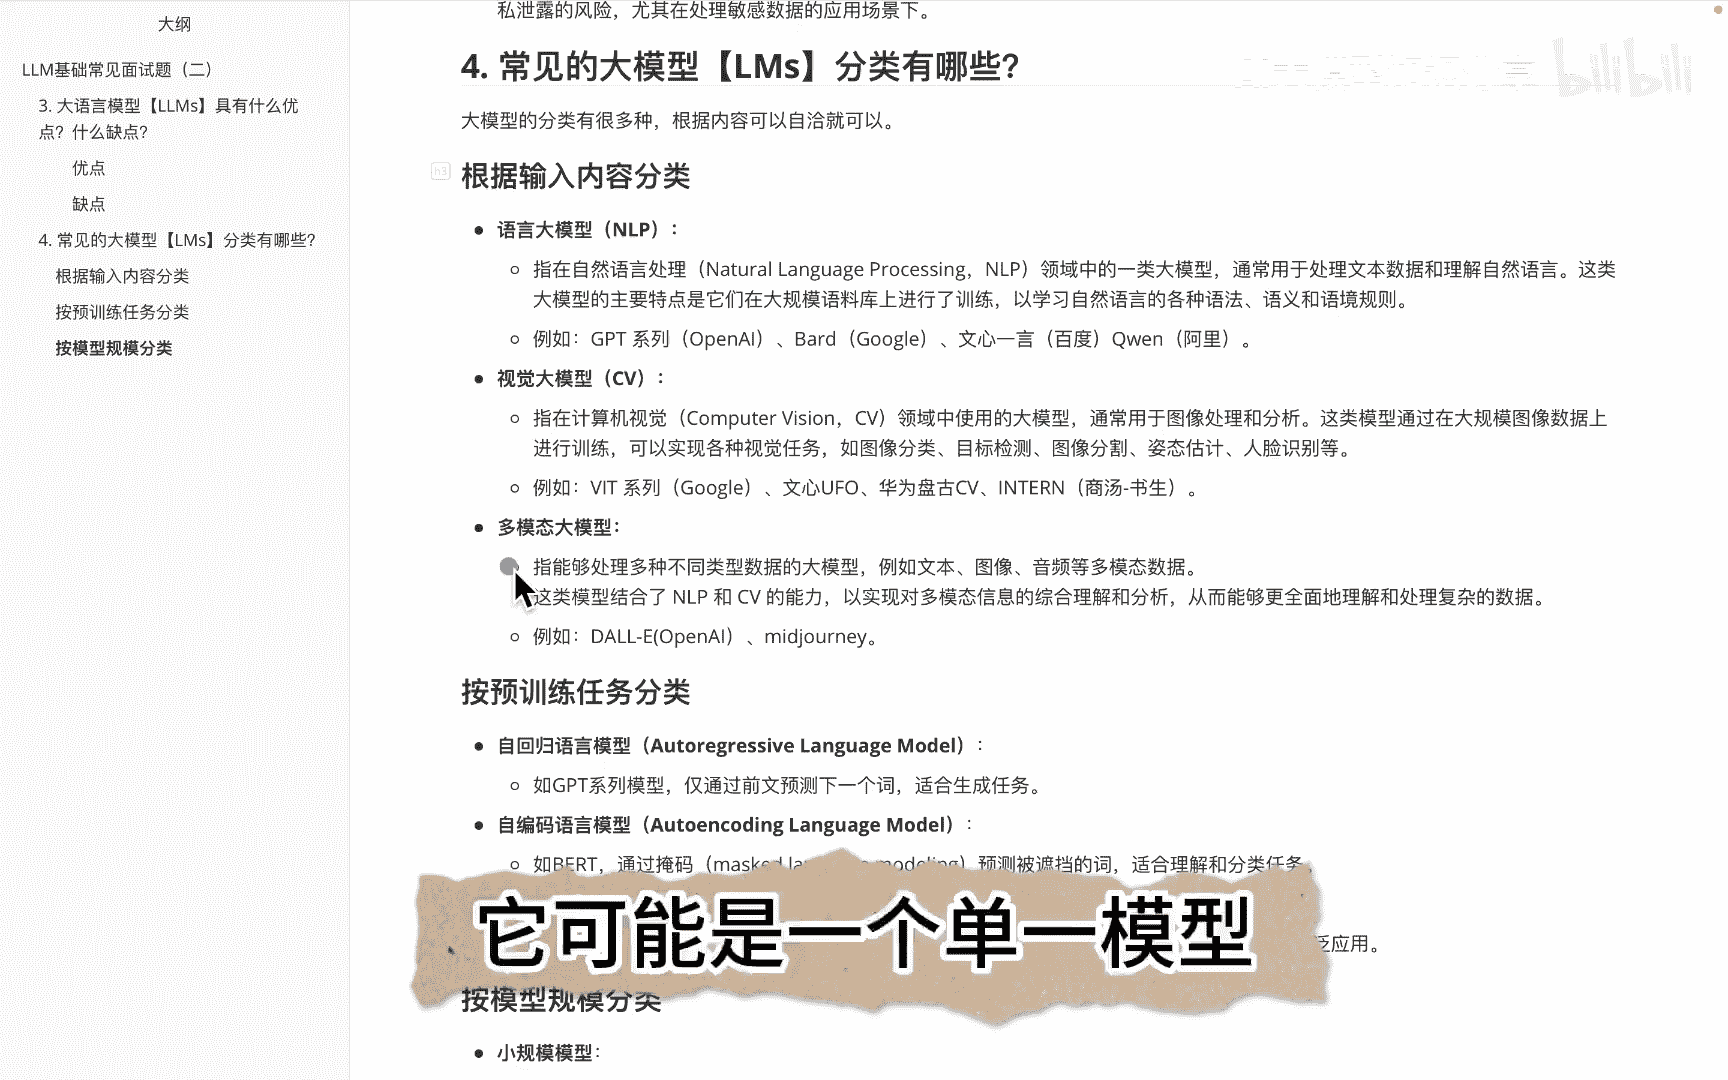 大纲
LLM基础常见面试题（二）
3. 大语言模型【LLMs】具有什么优
点？什么缺点？
优点
缺点
4. 常见的大模型【LMs】分类有哪些？
根据输入内容分类
按预训练任务分类
按模型规模分类
私泄露的风险，尤其在处理敏感数据的应用场景下。
4. 常见的大模型【LMs】分类有哪些？
bilibili
大模型的分类有很多种，根据内容可以自洽就可以。
h3
根据输入内容分类
语言大模型（NLP）：
指在自然语言处理（Natural Language Processing，NLP）领域中的一类大模型，通常用于处理文本数据和理解自然语言。这类
大模型的主要特点是它们在大规模语料库上进行了训练，以学习自然语言的各种语法、语义和语境规则。
例如：GPT 系列（OpenAI）、Bard（Google）、文心一言（百度）Qwen（阿里）。
视觉大模型（CV）：
指在计算机视觉（Computer Vision，CV）领域中使用的大模型，通常用于图像处理和分析。这类模型通过在大规模图像数据上
进行训练，可以实现各种视觉任务，如图像分类、目标检测、图像分割、姿态估计、人脸识别等。
例如：VIT 系列（Google）、文心UFO、华为盘古CV、INTERN（商汤-书生）。
多模态大模型：
指能够处理多种不同类型数据的大模型，例如文本、图像、音频等多模态数据。
这类模型结合了 NLP 和 CV 的能力，以实现对多模态信息的综合理解和分析，从而能够更全面地理解和处理复杂的数据。
例如：DALL-E(OpenAI）、midjourney。
按预训练任务分类
自回归语言模型（Autoregressive Language Model）：
如GPT系列模型，仅通过前文预测下一个词，适合生成任务。
自编码语言模型（Autoencoding Language Model）：
如BERT，通过掩码（masked language modeling）预测被遮挡的词，适合理解和分类任务。
它可能是一个单一模型
泛应用。
按模型规模分类
小规模模型：